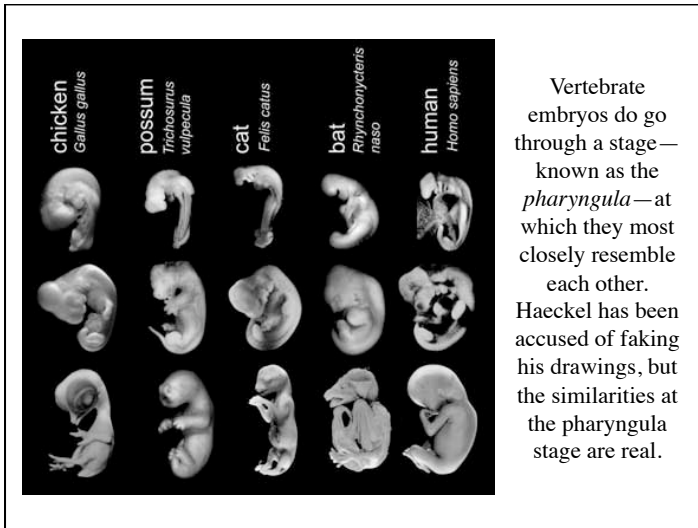 chicken
Gallus gallus
possum
Trichosurus
vulpecula
cat
Felis catus
bat
Rhynchonycteris
naso
human
Homo sapiens
Vertebrate
embryos do go
through a stage—
known as the
pharyngula—at
which they most
closely resemble
each other.
Haeckel has been
accused of faking
his drawings, but
the similarities at
the pharyngula
stage are real.